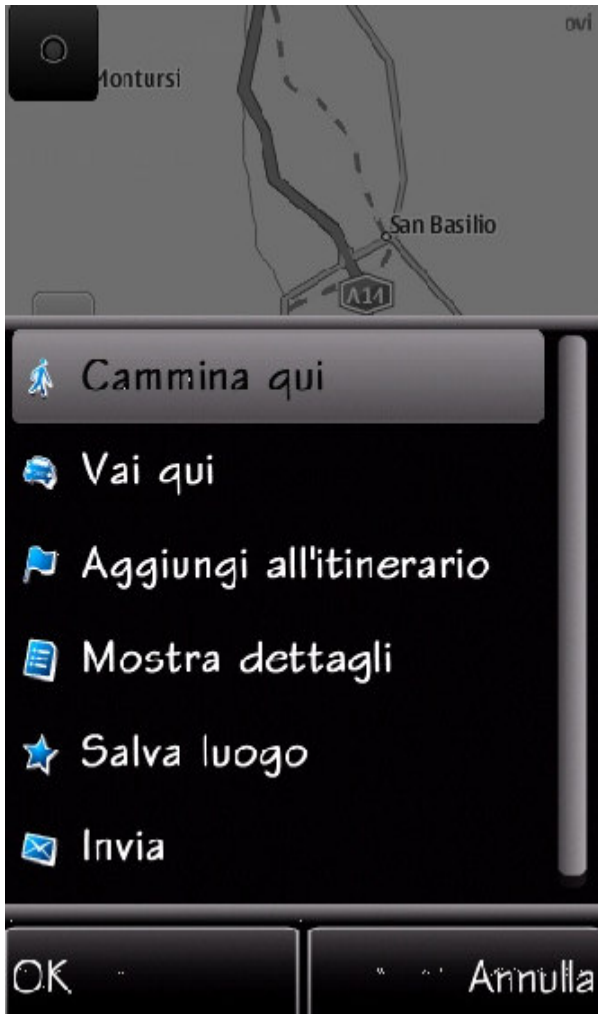 ovi
Montursi
San Basilio
A14
Cammina qui
Vai qui
Aggiungi all'itinerario
Mostra dettagli
Salva luogo
Invia
OK
Annulla